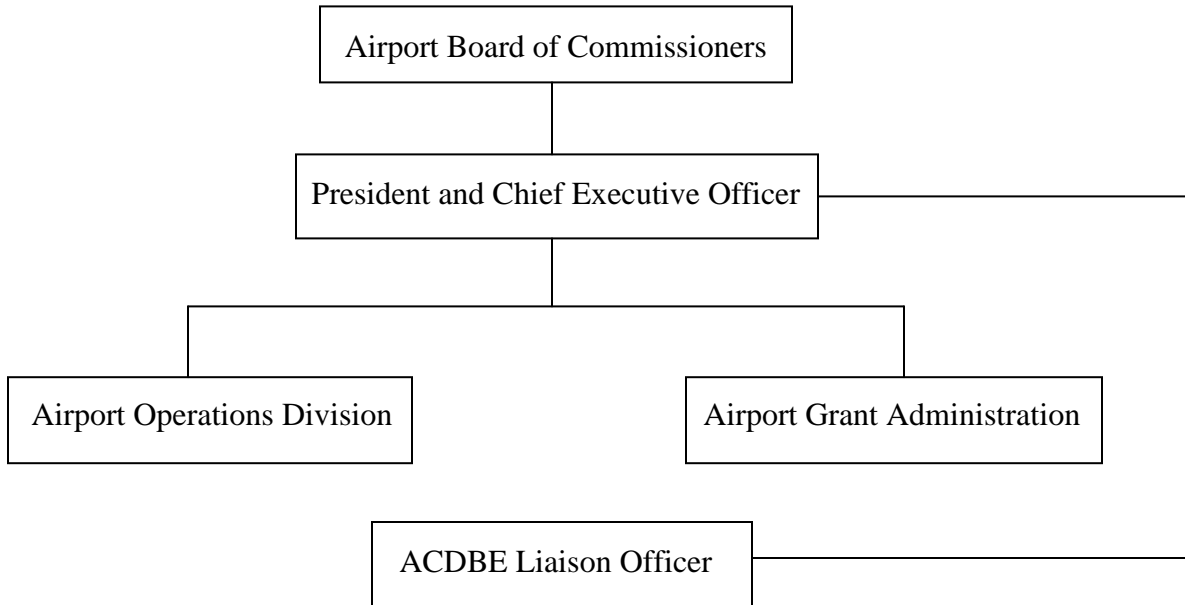 Airport Board of Commissioners
President and Chief Executive Officer
Airport Operations Division
Airport Grant Administration
ACDBE Liaison Officer